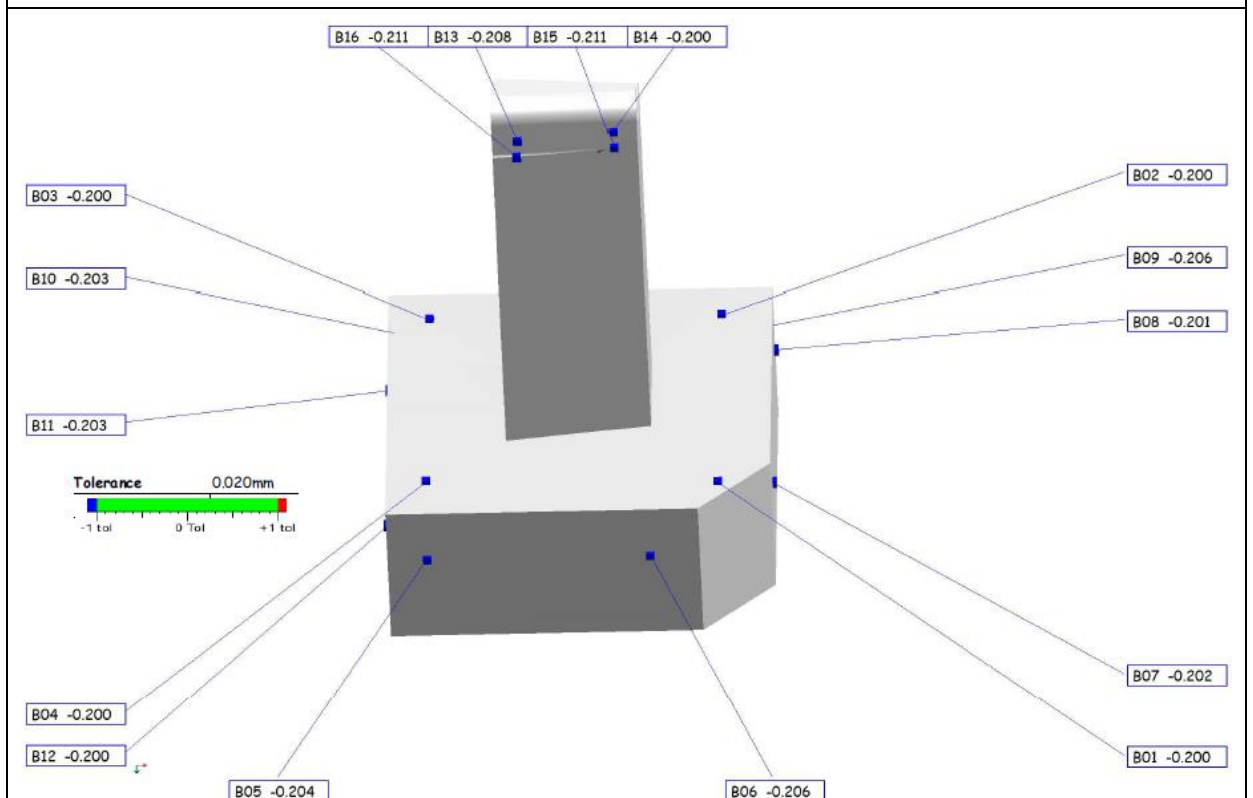 B16 -0.211 B13 -0.208 B15 -0.211 B14 -0.200
B02 -0.200
B03 -0.200
B09 -0.206
B10 -0.203
B08 -0.201
B11 -0.203
Tolerance 0.020mm
-1 tol 0 Tol +1 tol
B07 -0.202
B04 -0.200
B12 -0.200
B01 -0.200
B05 -0.204
B06 -0.206